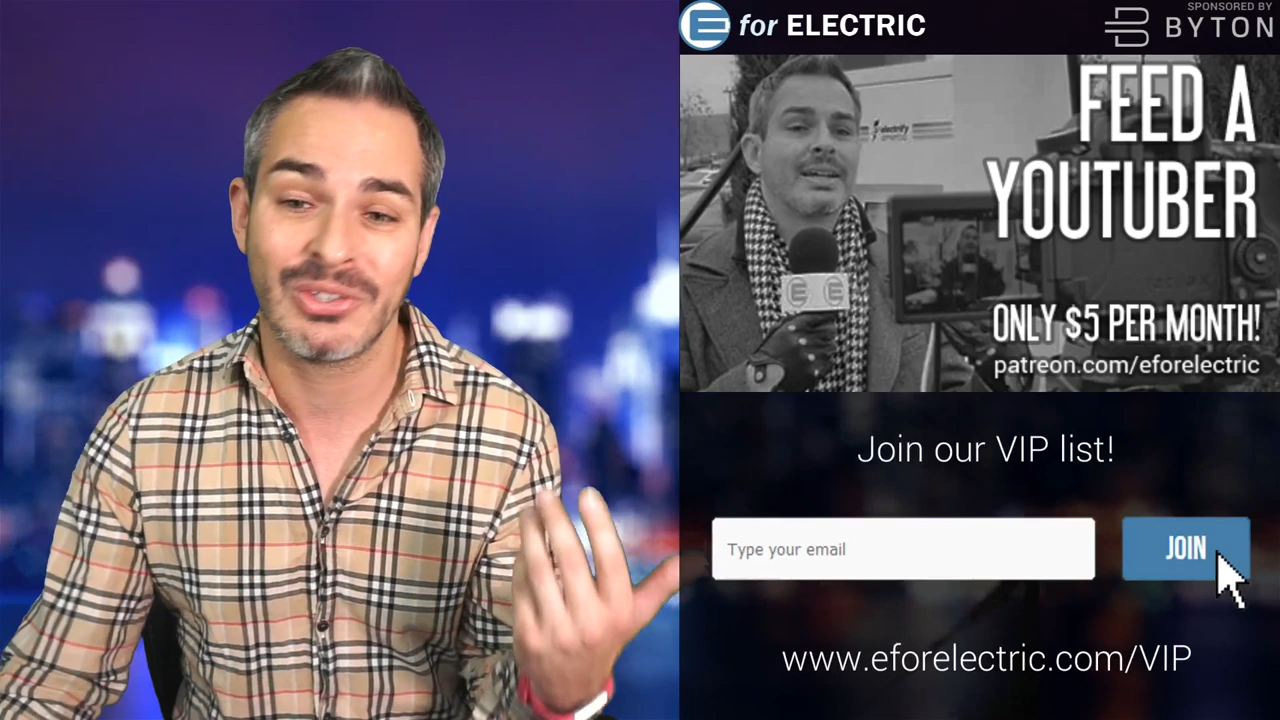 E for ELECTRIC
SPONSORED BY
BYTON
electrify
FEED A
YOUTUBER
E E
ONLY $5 PER MONTH!
patreon.com/eforelectric
Join our VIP list!
Type your email
JOIN
www.eforelectric.com/VIP